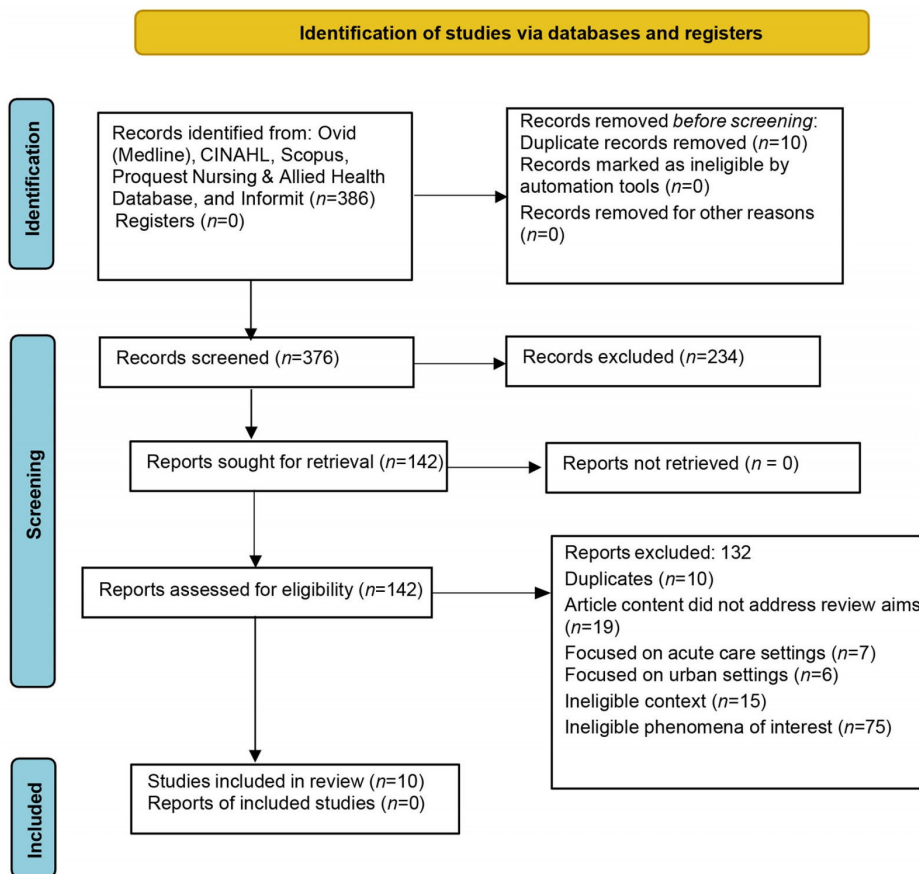 Identification of studies via databases and registers
Identification
Records identified from: Ovid
(Medline), CINAHL, Scopus,
Proquest Nursing & Allied Health
Database, and Informit (n=386)
Registers (n=0)
Records removed before screening:
Duplicate records removed (n=10)
Records marked as ineligible by
automation tools (n=0)
Records removed for other reasons
(n=0)
Screening
Records screened (n=376)
Records excluded (n=234)
Reports sought for retrieval (n=142)
Reports not retrieved (n = 0)
Reports assessed for eligibility (n=142)
Reports excluded: 132
Duplicates (n=10)
Article content did not address review aims
(n=19)
Focused on acute care settings (n=7)
Focused on urban settings (n=6)
Ineligible context (n=15)
Ineligible phenomena of interest (n=75)
Included
Studies included in review (n=10)
Reports of included studies (n=0)